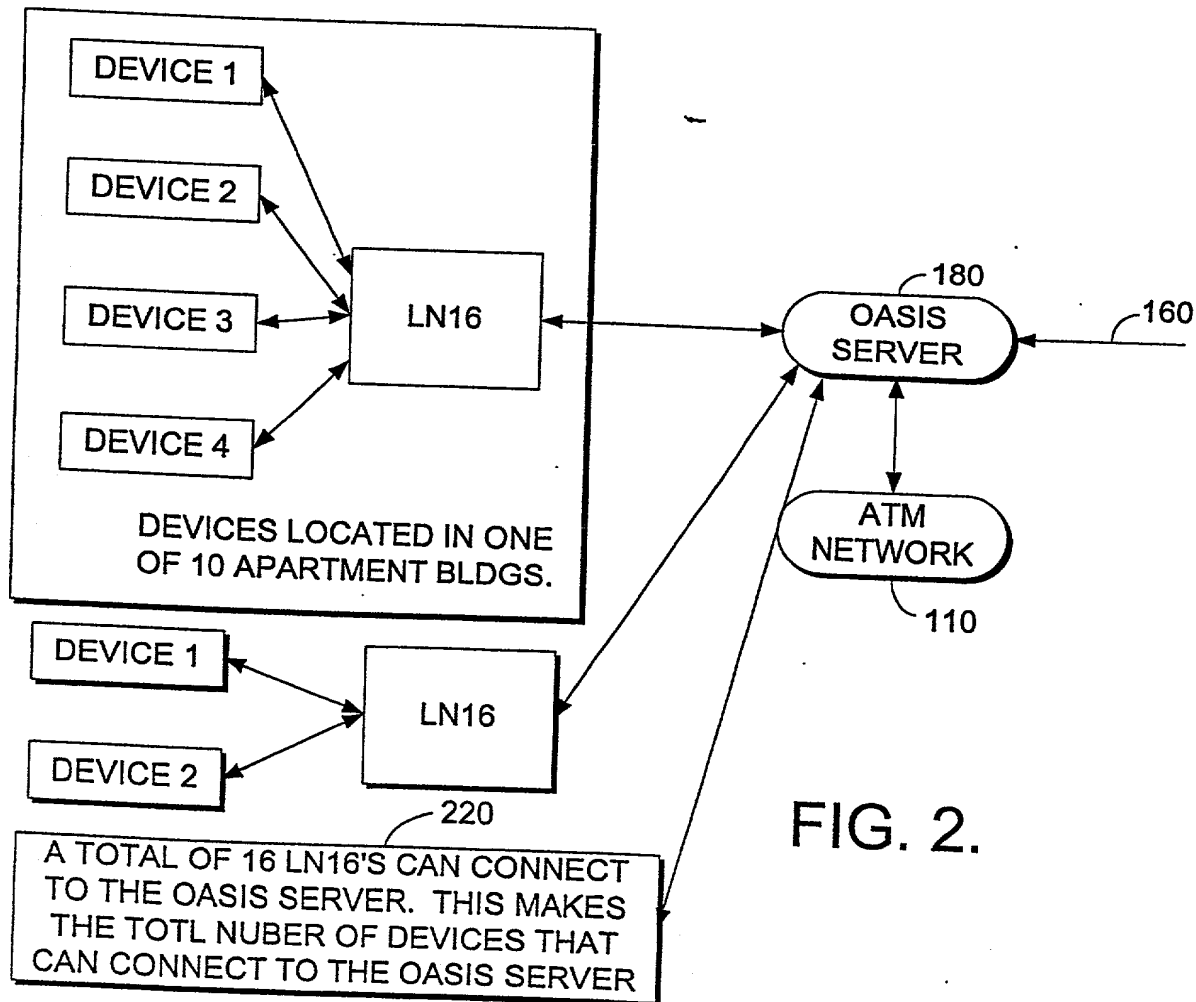 DEVICE 1
DEVICE 2
DEVICE 3
DEVICE 4
LN16
DEVICES LOCATED IN ONE
OF 10 APARTMENT BLDGS.
180
OASIS
SERVER
160
ATM
NETWORK
110
DEVICE 1
DEVICE 2
LN16
220
A TOTAL OF 16 LN16'S CAN CONNECT
TO THE OASIS SERVER. THIS MAKES
THE TOTL NUBER OF DEVICES THAT
CAN CONNECT TO THE OASIS SERVER
FIG. 2.